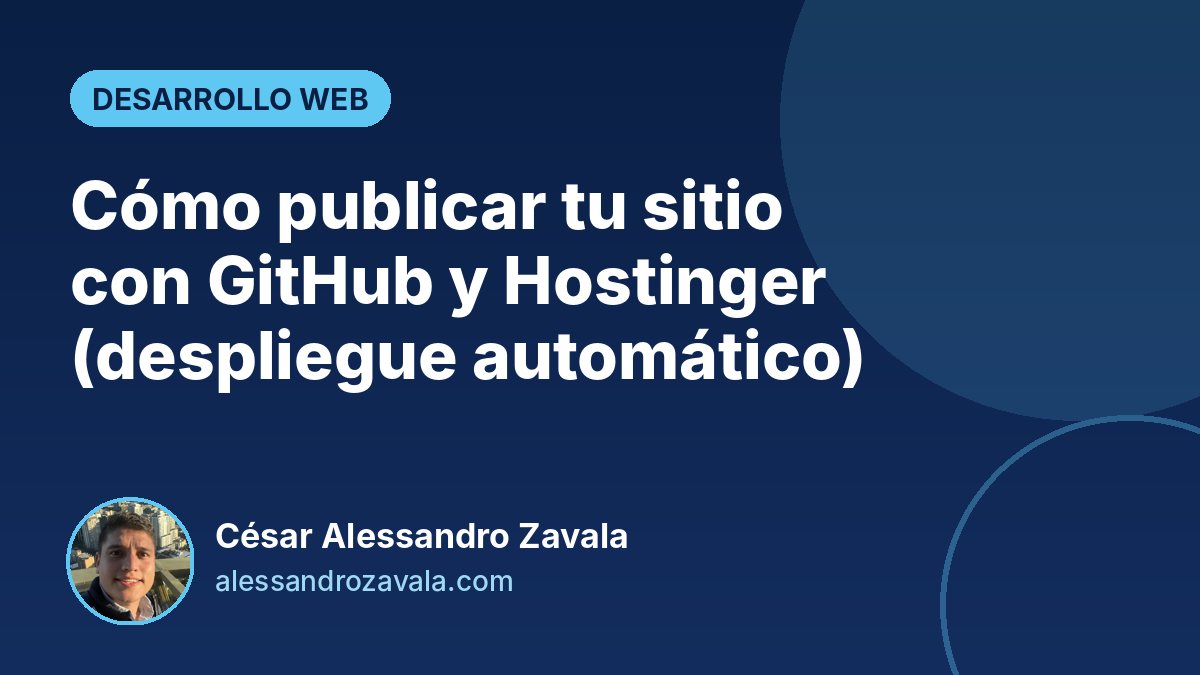 DESARROLLO WEB
Cómo publicar tu sitio
con GitHub y Hostinger
(despliegue automático)
César Alessandro Zavala
alessandrozavala.com